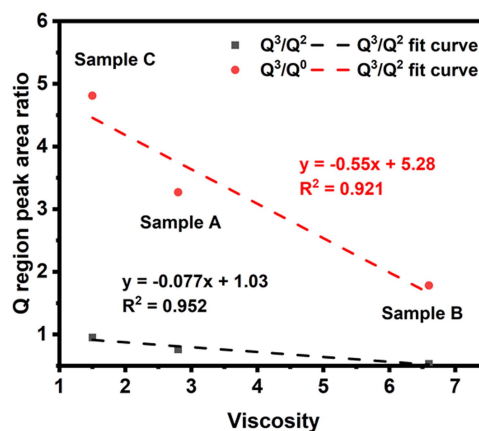 Q³/Q² Q³/Q² fit curve
Q³/Q⁰ Q³/Q² fit curve
Sample C
y = -0.55x + 5.28
R² = 0.921
Sample A
y = -0.077x + 1.03
R² = 0.952
Sample B
Q region peak area ratio
6
5
4
3
2
1
1 2 3 4 5 6 7
Viscosity